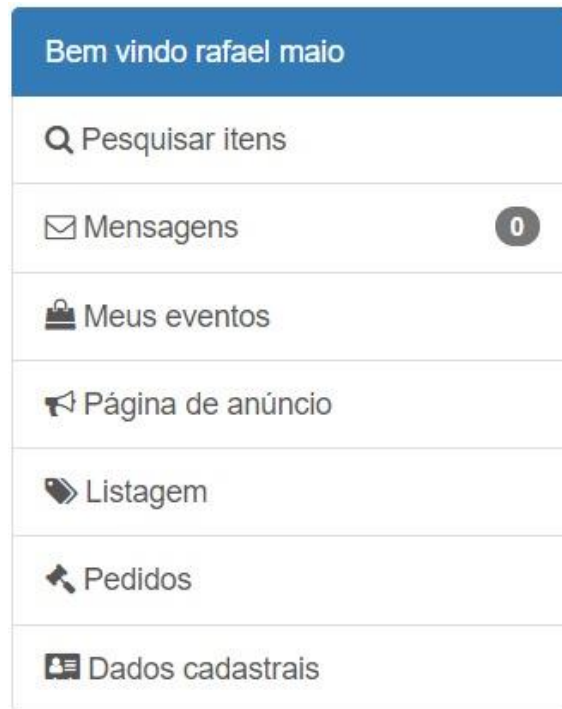 Bem vindo rafael maio
Pesquisar itens
Mensagens 0
Meus eventos
Página de anúncio
Listagem
Pedidos
Dados cadastrais